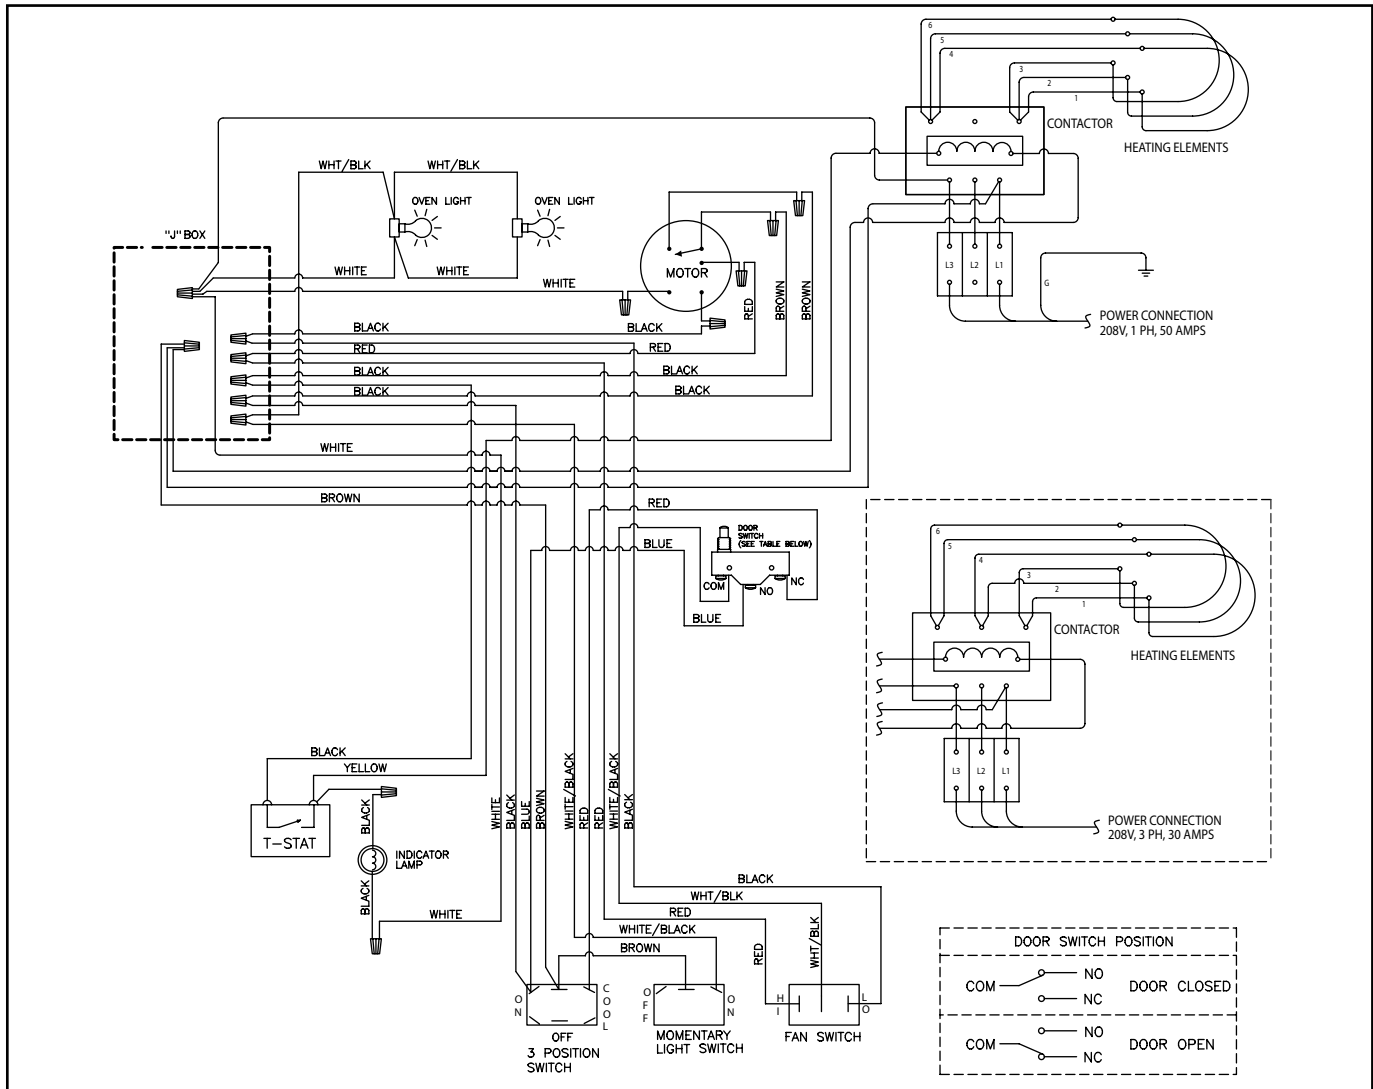 6
5
4
3
2
1
CONTACTOR
HEATING ELEMENTS
WHT/BLK
WHT/BLK
OVEN LIGHT
OVEN LIGHT
"J" BOX
WHITE
WHITE
WHITE
MOTOR
RED
BROWN
BROWN
L3
L2
L1
G
POWER CONNECTION
208V, 1 PH, 50 AMPS
BLACK
BLACK
RED
RED
BLACK
BLACK
BLACK
BLACK
WHITE
BROWN
RED
BLUE
DOOR
SWITCH
(SEE TABLE BELOW)
COM
NO
NC
BLUE
6
5
4
3
2
1
CONTACTOR
HEATING ELEMENTS
L3
L2
L1
POWER CONNECTION
208V, 3 PH, 30 AMPS
BLACK
YELLOW
T-STAT
BLACK
INDICATOR
LAMP
BLACK
WHITE
WHITE
BLACK
BLUE
BROWN
WHITE/BLACK
RED
RED
WHITE/BLACK
BLACK
BLACK
WHT/BLK
RED
WHITE/BLACK
BROWN
RED
WHT/BLK
ON
COOL
OFF
3 POSITION
SWITCH
OFF
ON
MOMENTARY
LIGHT SWITCH
HI
LO
FAN SWITCH
DOOR SWITCH POSITION
COM
NO
NC
DOOR CLOSED
COM
NO
NC
DOOR OPEN